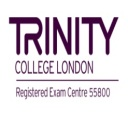 TRINITY
COLLEGE LONDON
Registered Exam Centre 55800